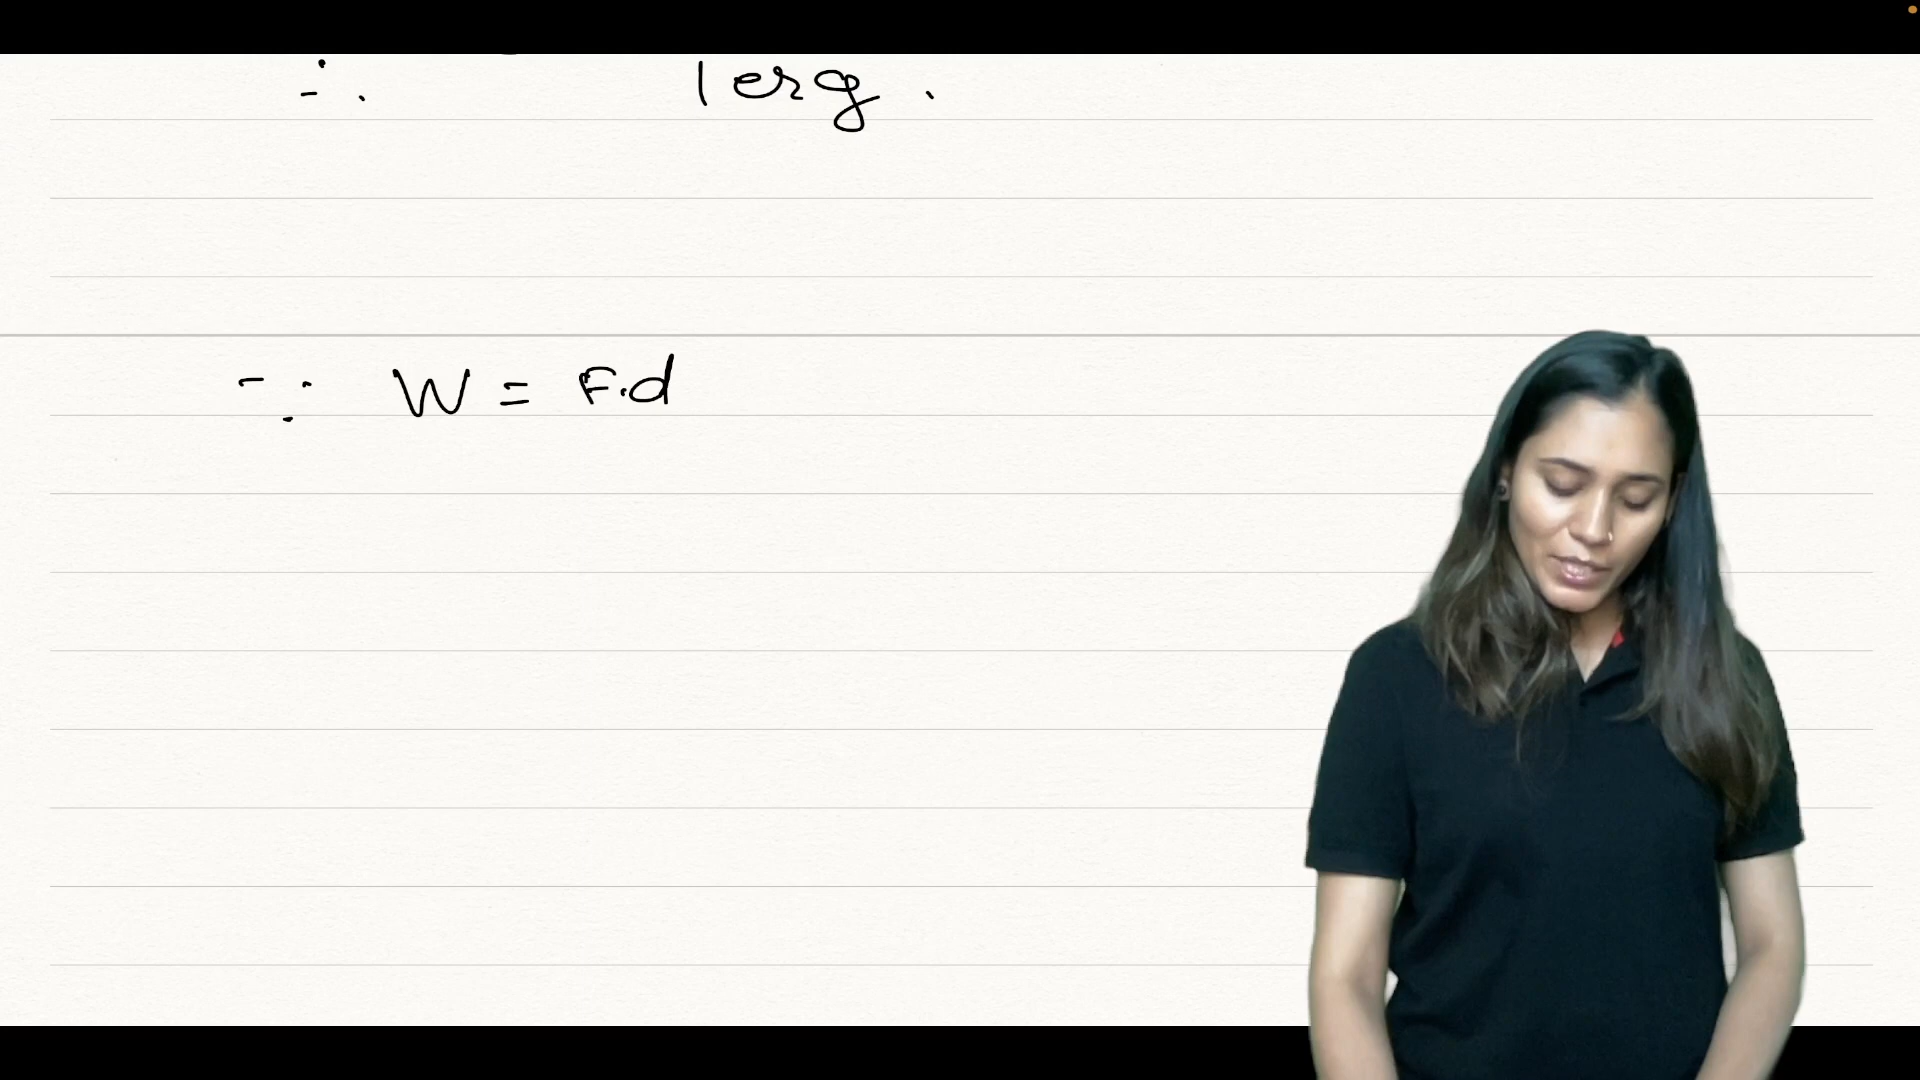 ∴ 1 erg.
∵ W = F.d